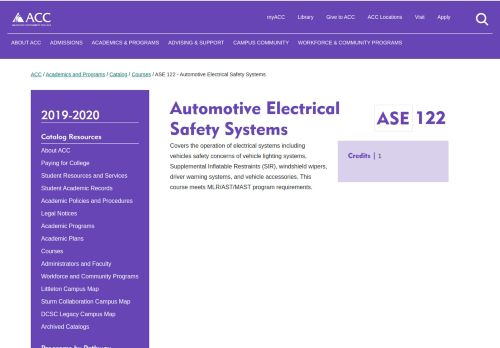 myACC Library Give to ACC ACC Locations Visit Apply
ACC
ABOUT ACC ADMISSIONS ACADEMICS & PROGRAMS ADVISING & SUPPORT CAMPUS COMMUNITY WORKFORCE & COMMUNITY PROGRAMS
ACC / Academics and Programs / Catalog / Courses / ASE 122 - Automotive Electrical Safety Systems
2019-2020
Catalog Resources
About ACC
Paying for College
Student Resources and Services
Student Academic Records
Academic Policies and Procedures
Legal Notices
Academic Programs
Academic Plans
Courses
Administrators and Faculty
Workforce and Community Programs
Littleton Campus Map
Sturm Collaboration Campus Map
DCSC Legacy Campus Map
Archived Catalogs
Programs by Pathway
Automotive Electrical
Safety Systems
Covers the operation of electrical systems including
vehicles safety concerns of vehicle lighting systems,
Supplemental Inflatable Restraints (SIR), windshield wipers,
driver warning systems, and vehicle accessories. This
course meets MLR/AST/MAST program requirements.
ASE 122
Credits | 1